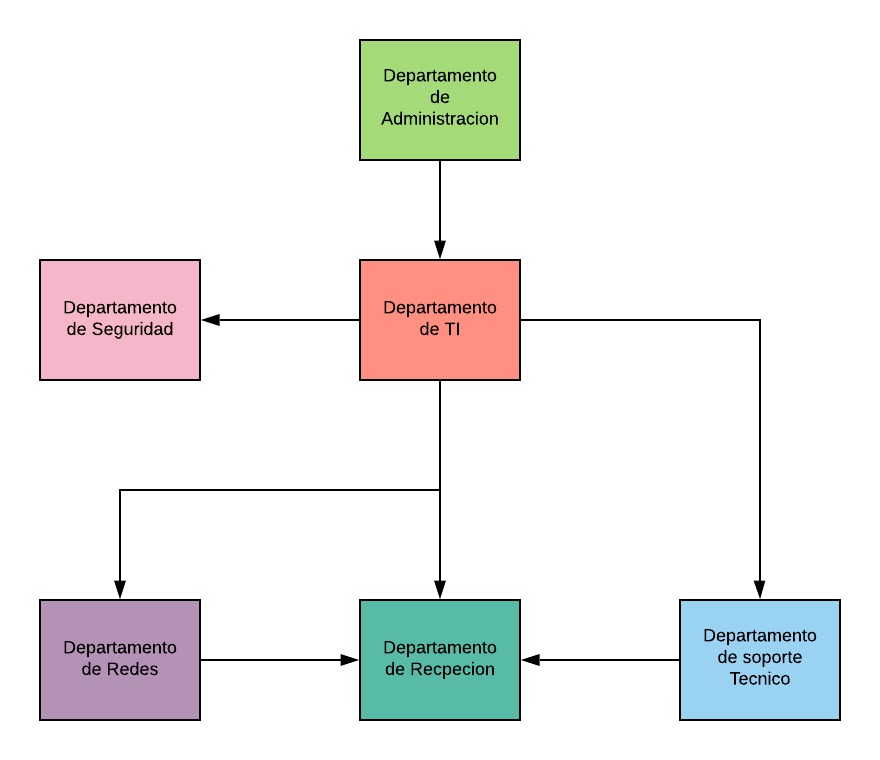 Departamento
de
Administracion
Departamento
de Seguridad
Departamento
de TI
Departamento
de Redes
Departamento
de Recpecion
Departamento
de soporte
Tecnico